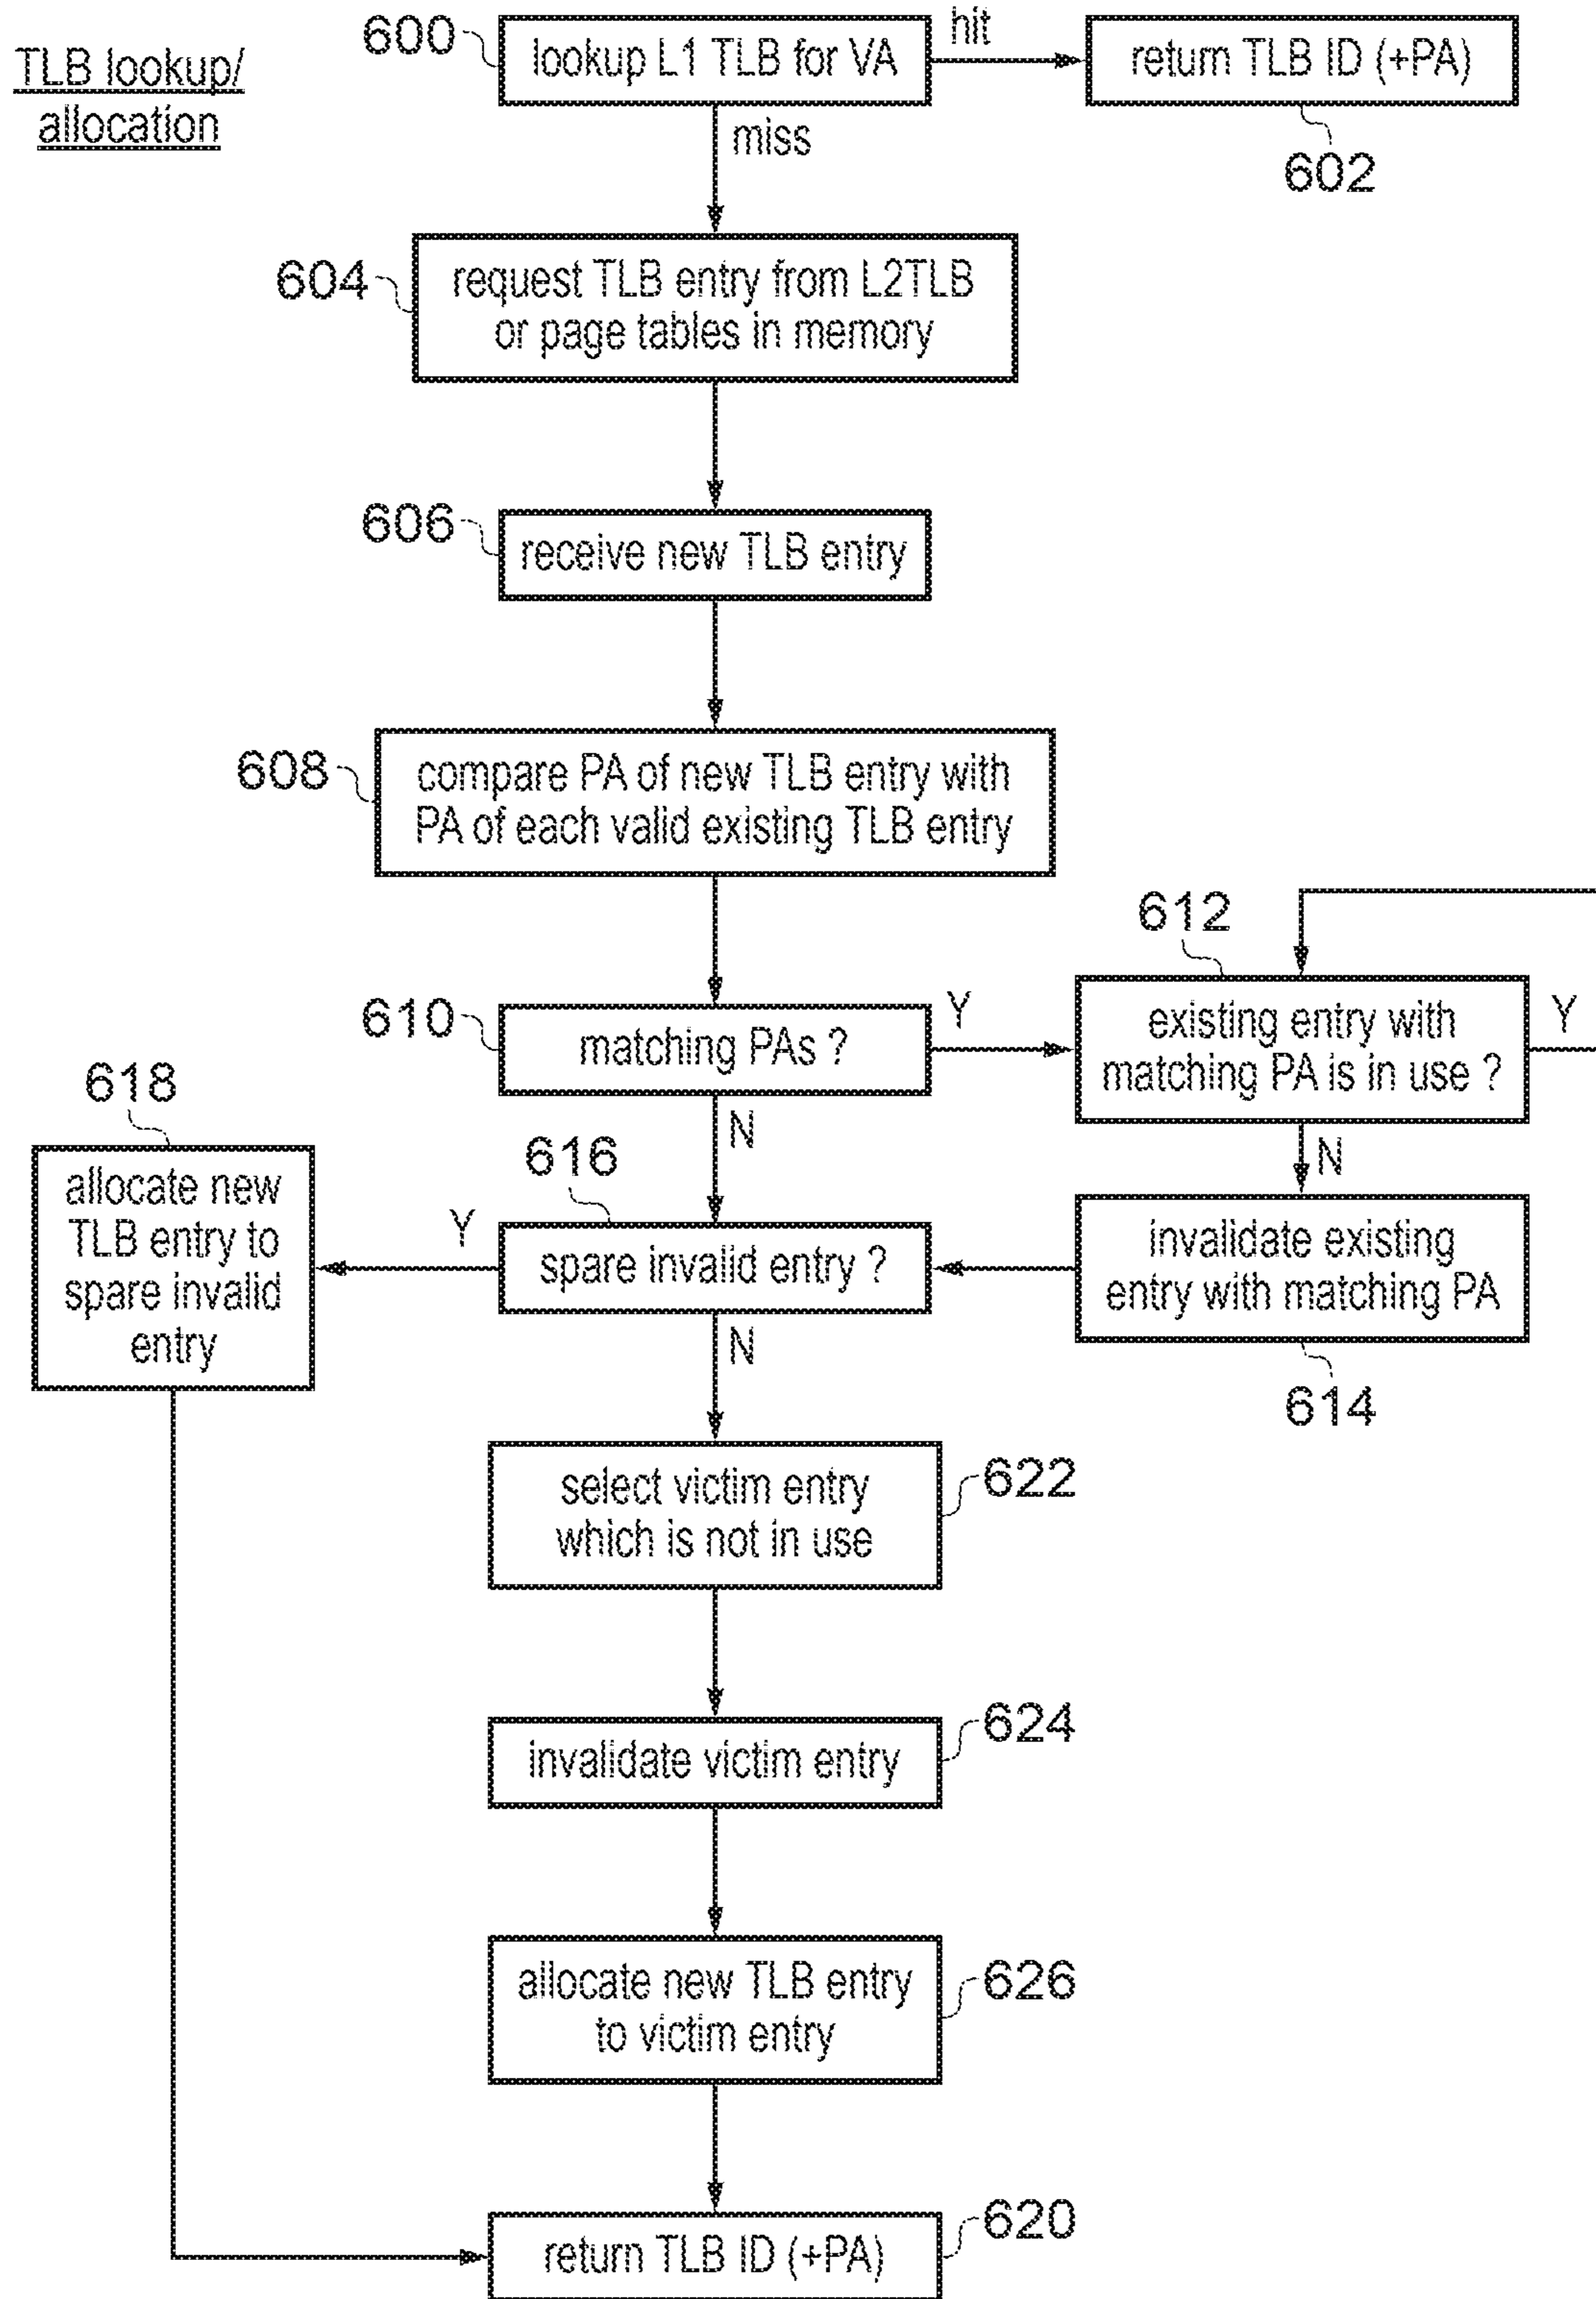 TLB lookup/
allocation
600
lookup L1 TLB for VA
hit
return TLB ID (+PA)
602
miss
604
request TLB entry from L2TLB
or page tables in memory
606
receive new TLB entry
608
compare PA of new TLB entry with
PA of each valid existing TLB entry
610
matching PAs ?
Y
612
existing entry with
matching PA is in use ?
Y
N
N
614
invalidate existing
entry with matching PA
616
spare invalid entry ?
Y
618
allocate new
TLB entry to
spare invalid
entry
N
622
select victim entry
which is not in use
624
invalidate victim entry
626
allocate new TLB entry
to victim entry
620
return TLB ID (+PA)